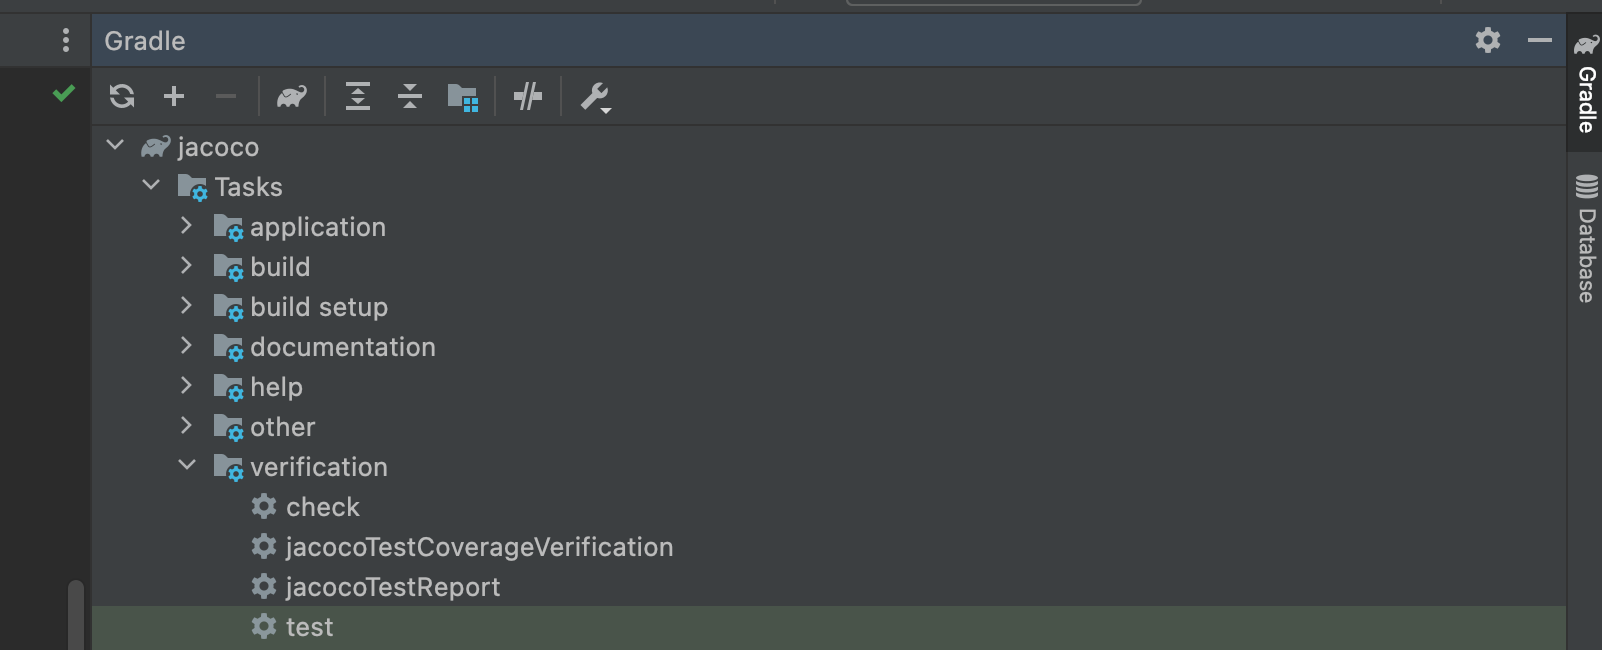 Gradle
jacoco
Tasks
application
build
build setup
documentation
help
other
verification
check
jacocoTestCoverageVerification
jacocoTestReport
test
Gradle
Database